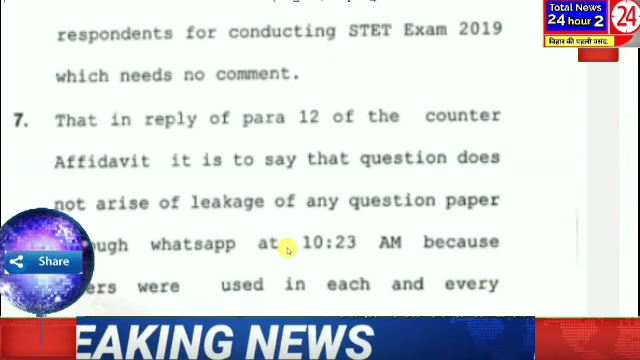 respondents for conducting STET Exam 2019
which needs no comment.
7. That in reply of para 12 of the counter
Affidavit it is to say that question does
not arise of leakage of any question paper
ough whatsapp at 10:23 AM because
ers were used in each and every
Total News
24 hour 2
24
बिहार की पहली पसंद.
Share
EAKING NEWS